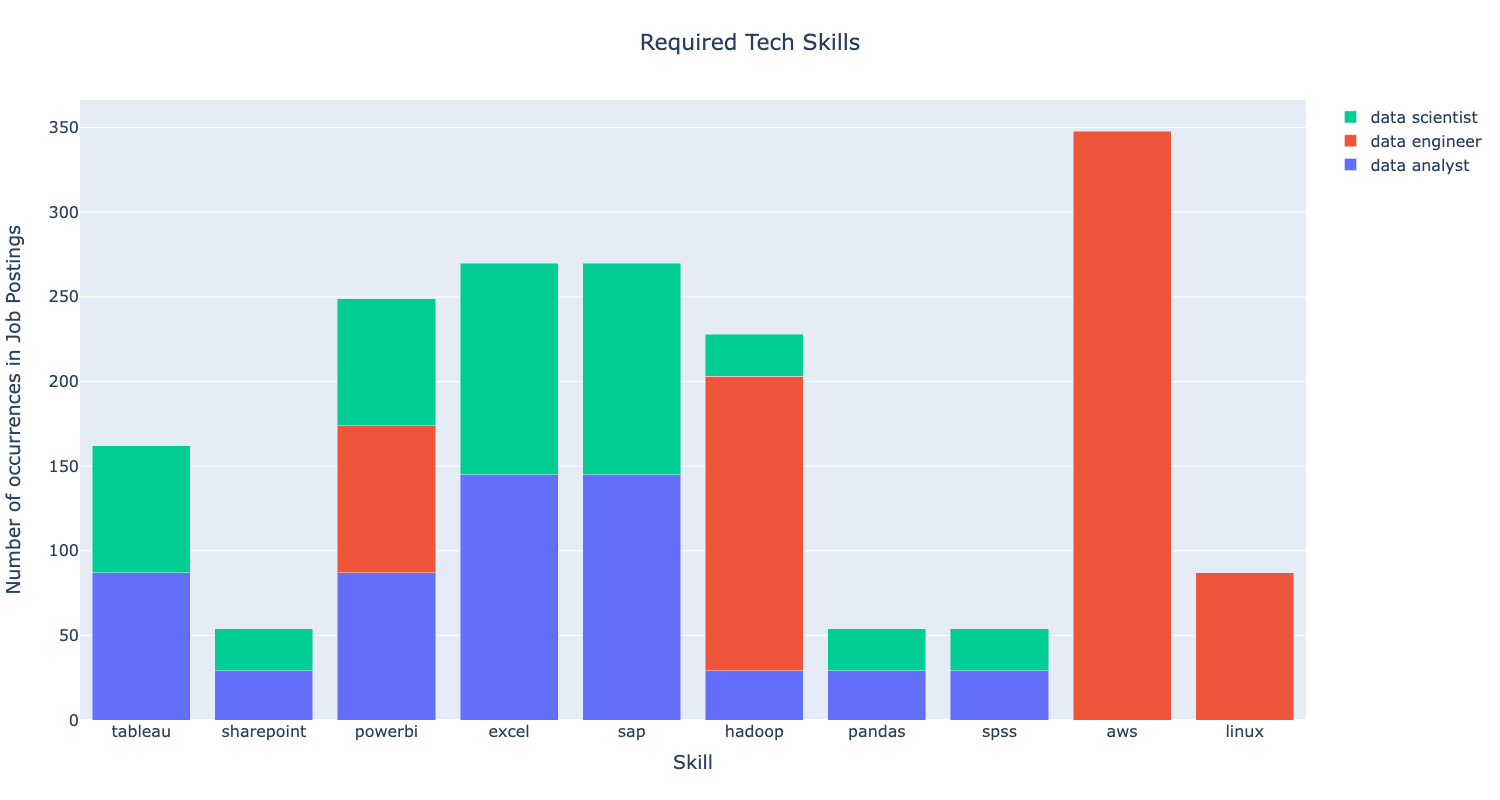 Required Tech Skills
data scientist
data engineer
data analyst
Number of occurrences in Job Postings
350
300
250
200
150
100
50
0
tableau sharepoint powerbi excel sap hadoop pandas spss aws linux
Skill